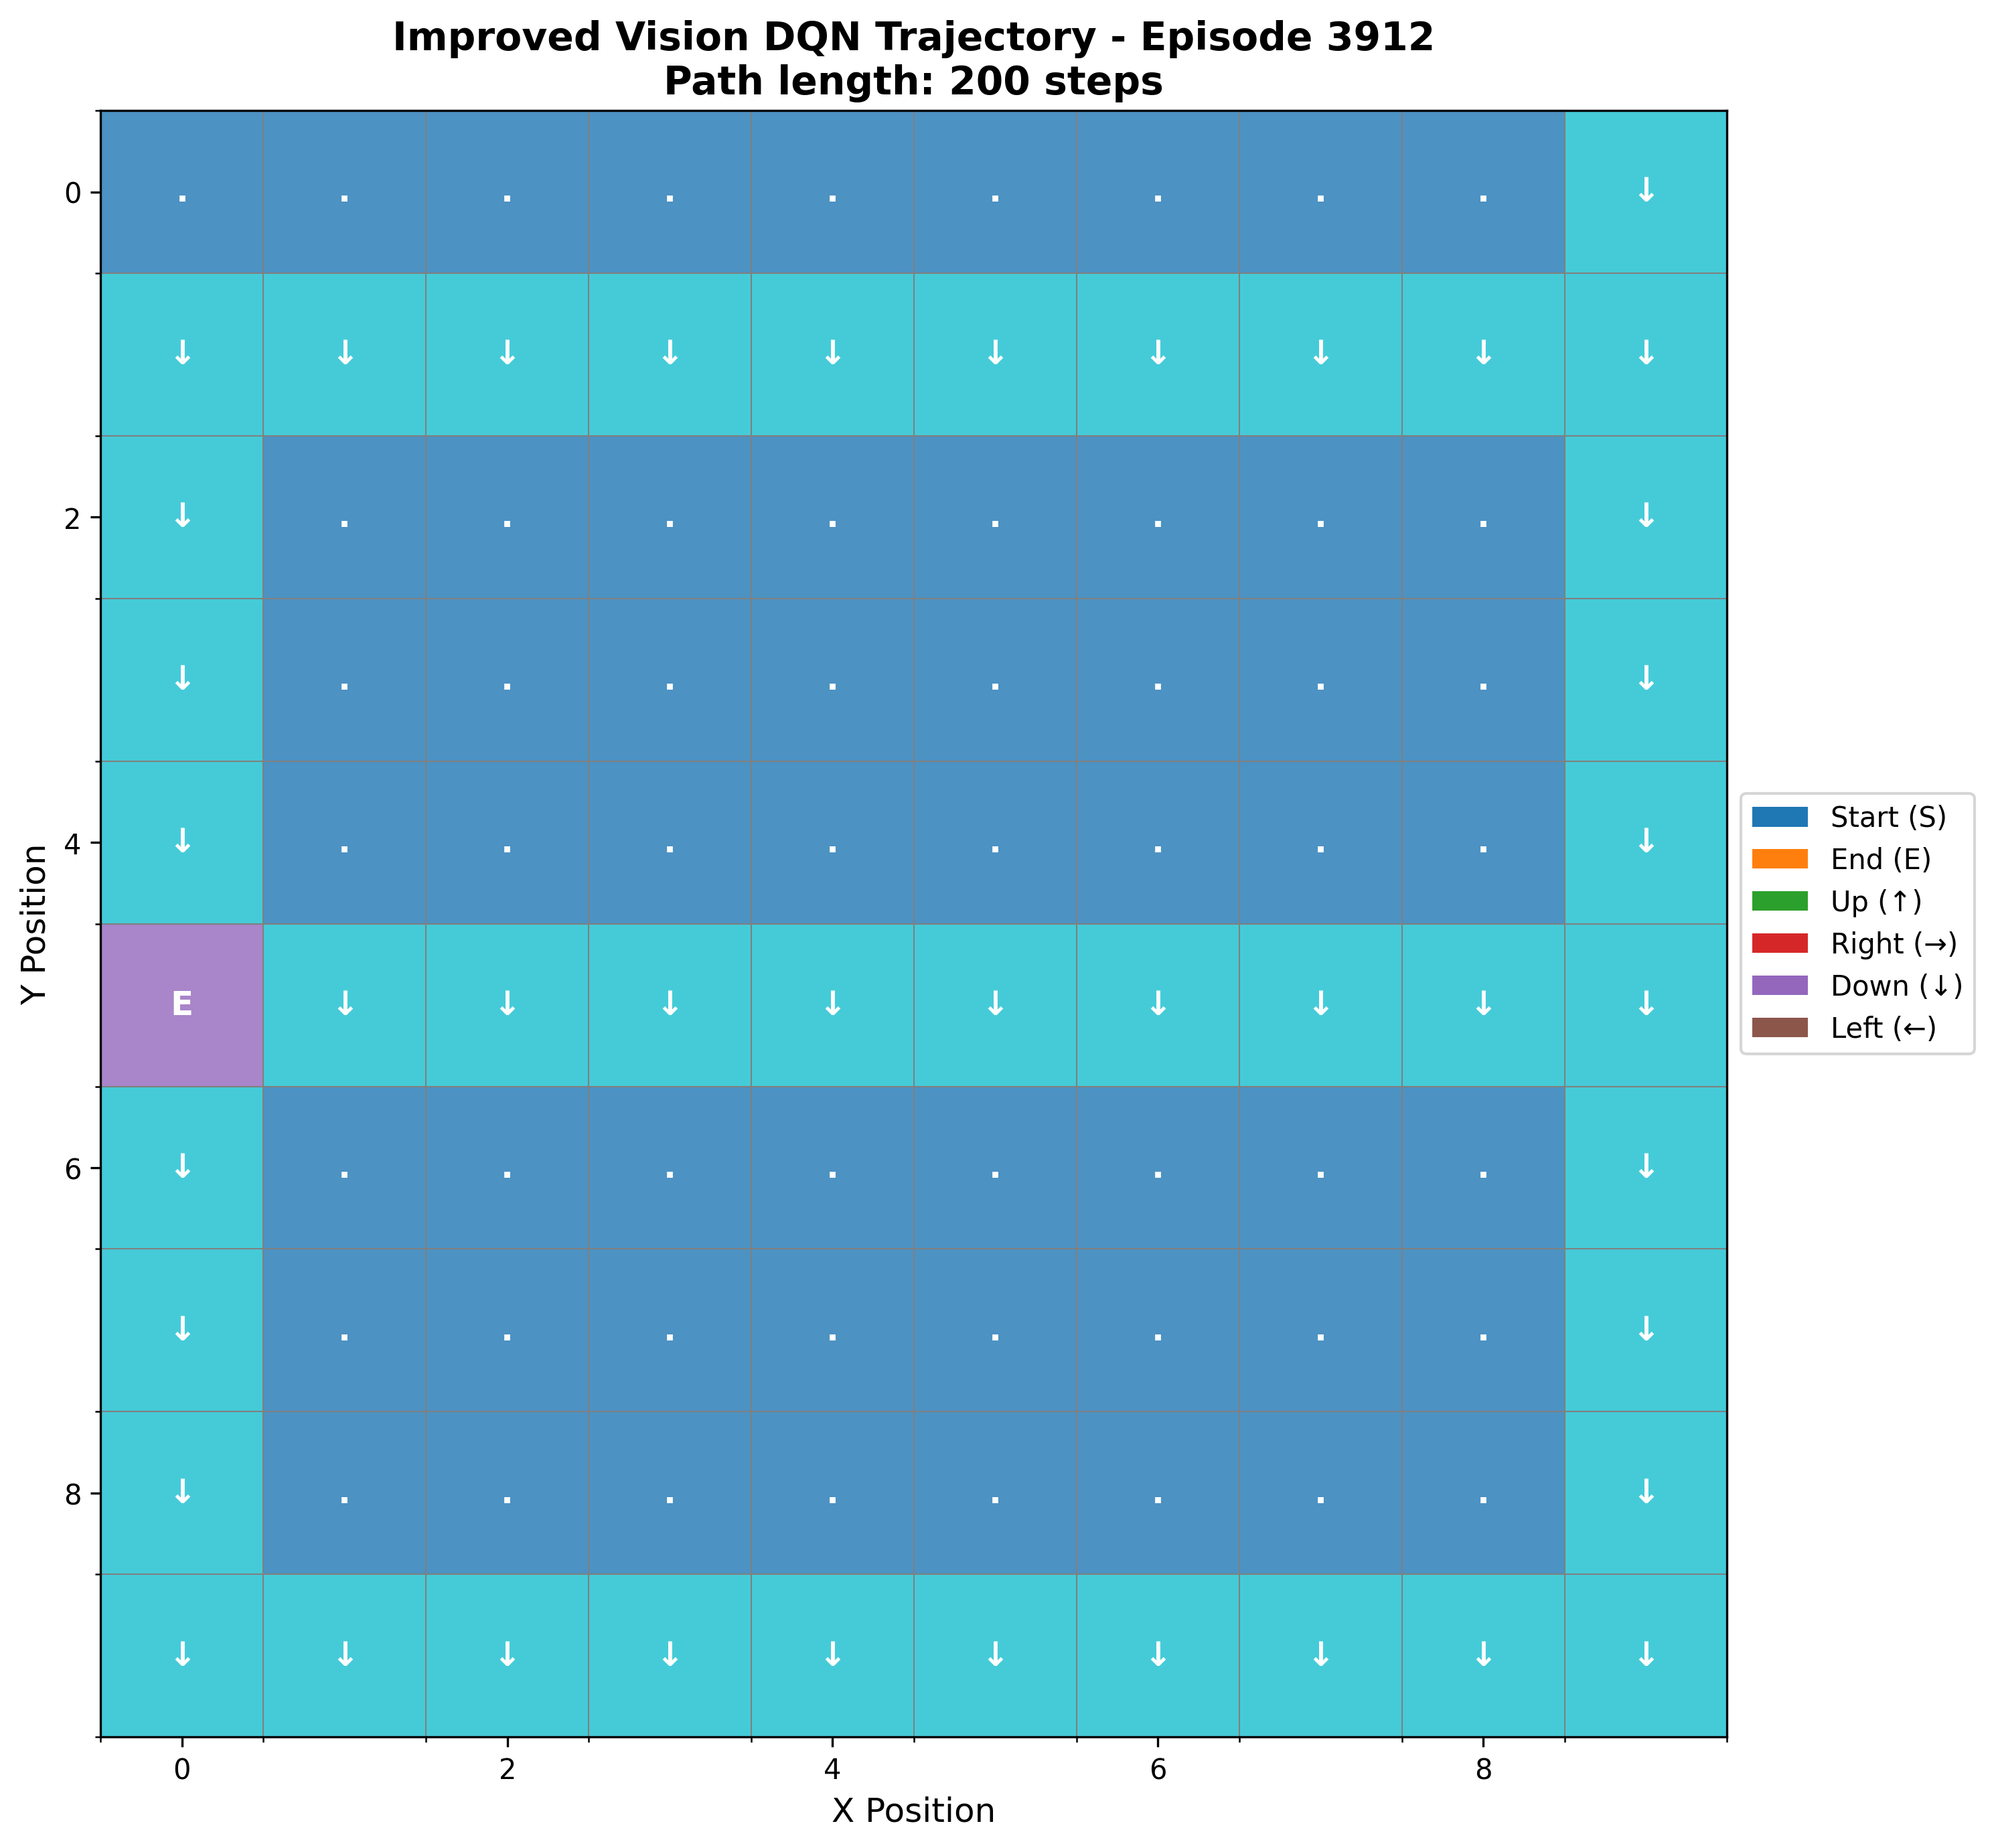 Improved Vision DQN Trajectory - Episode 3912
Path length: 200 steps
0 . . . . . . . . . ↓
↓ ↓ ↓ ↓ ↓ ↓ ↓ ↓ ↓ ↓
2 ↓ . . . . . . . . ↓
↓ . . . . . . . . ↓
4 ↓ . . . . . . . . ↓
E ↓ ↓ ↓ ↓ ↓ ↓ ↓ ↓ ↓
6 ↓ . . . . . . . . ↓
↓ . . . . . . . . ↓
8 ↓ . . . . . . . . ↓
↓ ↓ ↓ ↓ ↓ ↓ ↓ ↓ ↓ ↓
0 2 4 6 8
X Position
Y Position
Start (S)
End (E)
Up (↑)
Right (→)
Down (↓)
Left (←)